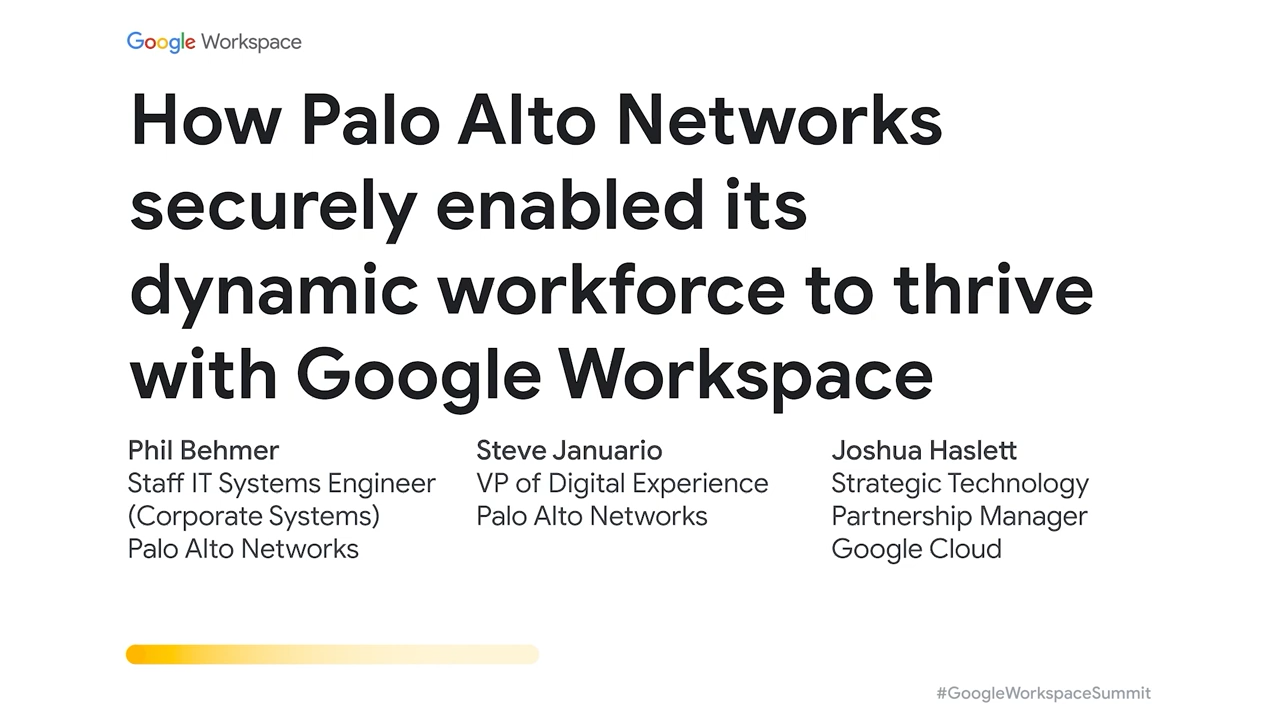 Google Workspace
How Palo Alto Networks
securely enabled its
dynamic workforce to thrive
with Google Workspace
Phil Behmer
Staff IT Systems Engineer
(Corporate Systems)
Palo Alto Networks
Steve Januario
VP of Digital Experience
Palo Alto Networks
Joshua Haslett
Strategic Technology
Partnership Manager
Google Cloud
#GoogleWorkspaceSummit